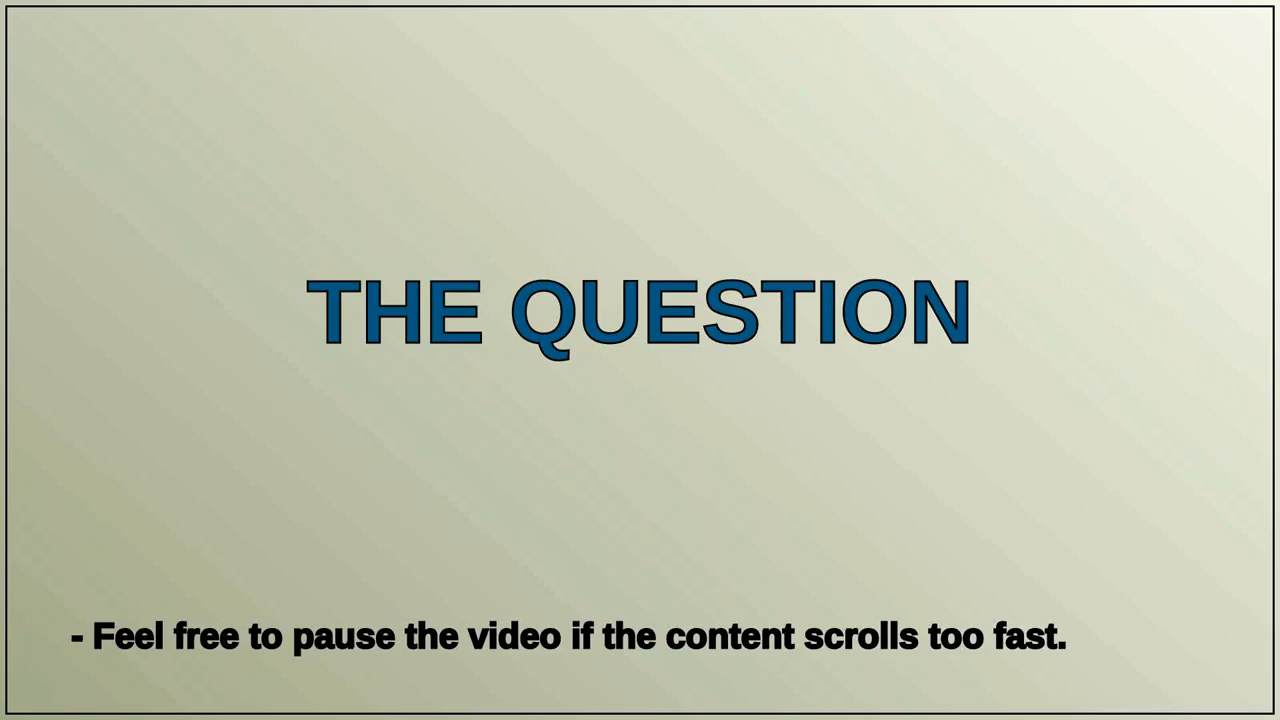 THE QUESTION
- Feel free to pause the video if the content scrolls too fast.